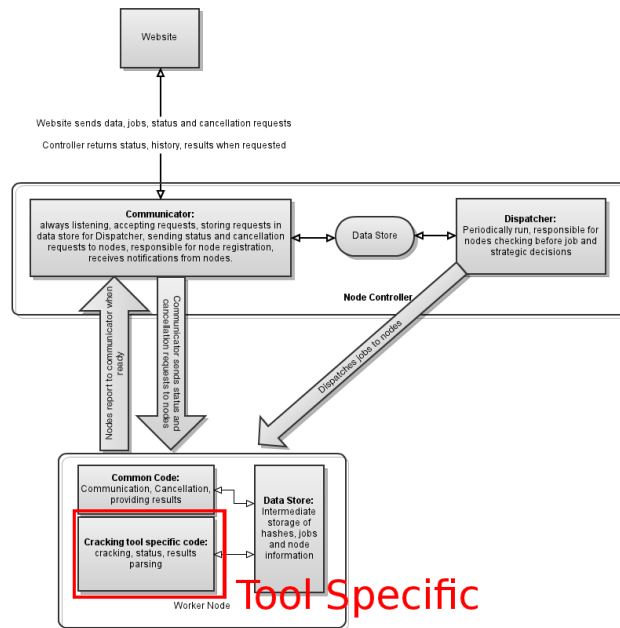 Website
Website sends data, jobs, status and cancellation requests
Controller returns status, history, results when requested
Communicator:
always listening, accepting requests, storing requests in
data store for Dispatcher, sending status and cancellation
requests to nodes, responsible for node registration,
receives notifications from nodes.
Data Store
Dispatcher:
Periodically run, responsible for
nodes checking before job and
strategic decisions
Node Controller
Nodes report to communicator when
ready
Communicator sends status and
cancellation requests to nodes
Dispatches jobs to nodes
Common Code:
Communication, Cancellation,
providing results
Data Store:
Intermediate
storage of
hashes, jobs
and node
information
Cracking tool specific code:
cracking, status, results
parsing
Worker Node
Tool Specific